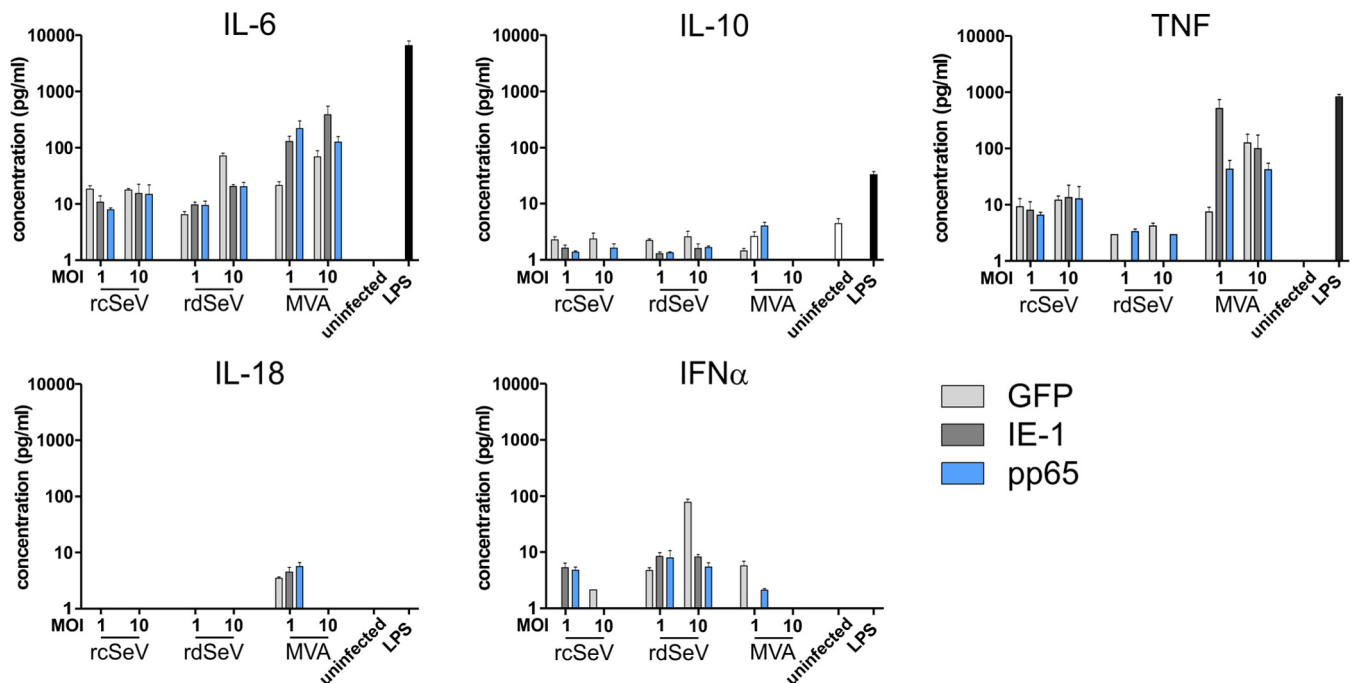 IL-6
concentration (pg/ml)
10000
1000
100
10
1
MOI 1 10 1 10 1 10
rcSeV rdSeV MVA uninfected LPS
IL-10
concentration (pg/ml)
10000
1000
100
10
1
MOI 1 10 1 10 1 10
rcSeV rdSeV MVA uninfected LPS
TNF
concentration (pg/ml)
10000
1000
100
10
1
MOI 1 10 1 10 1 10
rcSeV rdSeV MVA uninfected LPS
IL-18
concentration (pg/ml)
10000
1000
100
10
1
MOI 1 10 1 10 1 10
rcSeV rdSeV MVA uninfected LPS
IFNα
concentration (pg/ml)
10000
1000
100
10
1
MOI 1 10 1 10 1 10
rcSeV rdSeV MVA uninfected LPS
GFP
IE-1
pp65